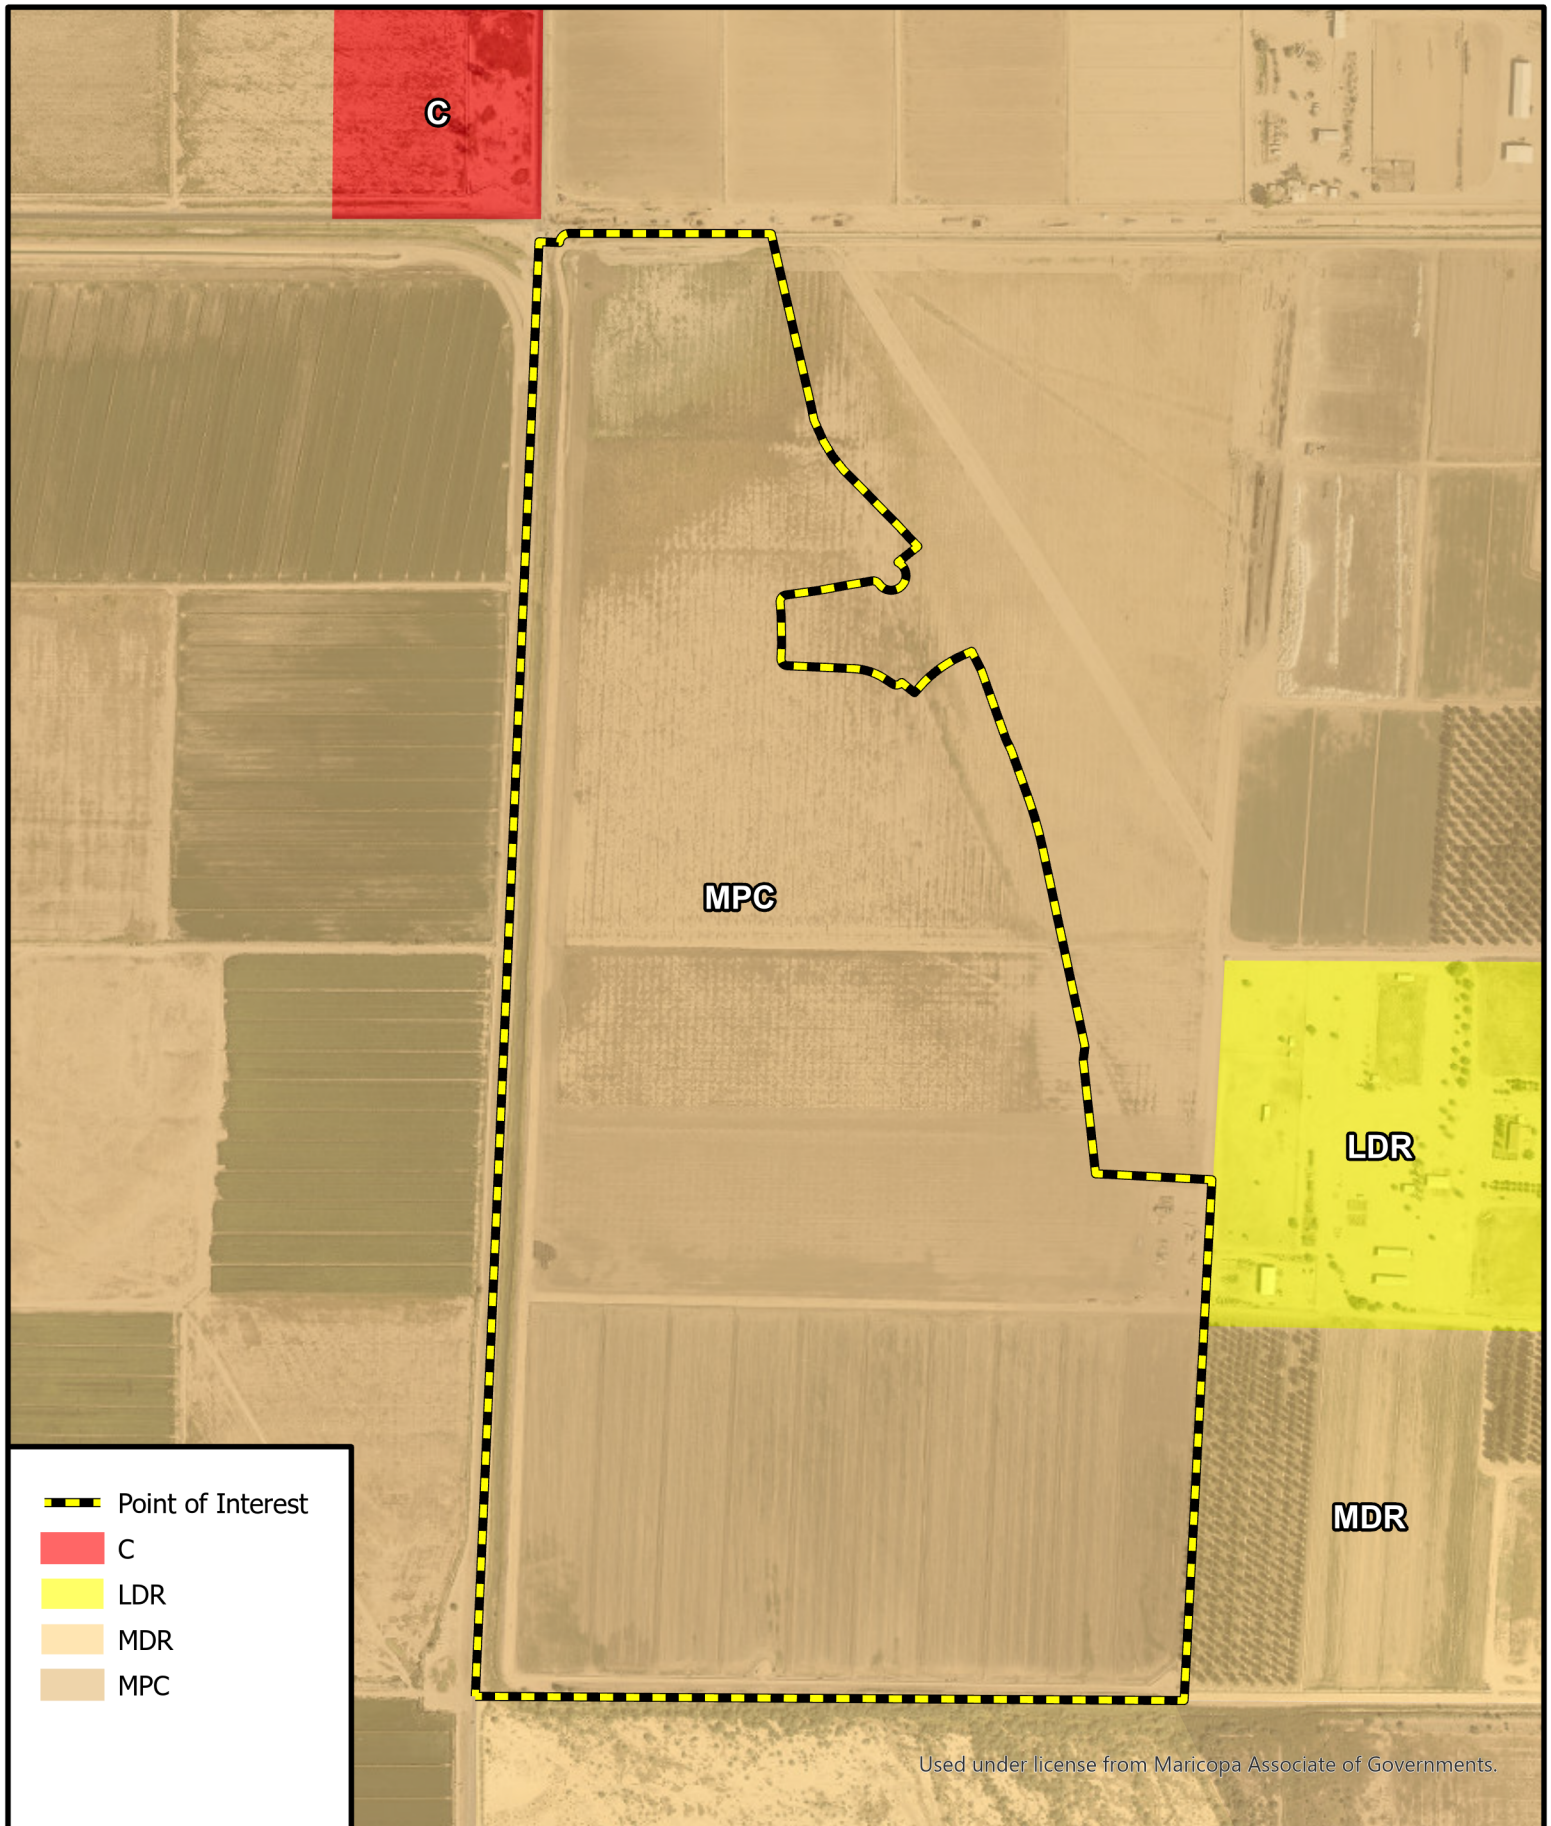 C
MPC
LDR
MDR
Point of Interest
C
LDR
MDR
MPC
Used under license from Maricopa Associate of Governments.